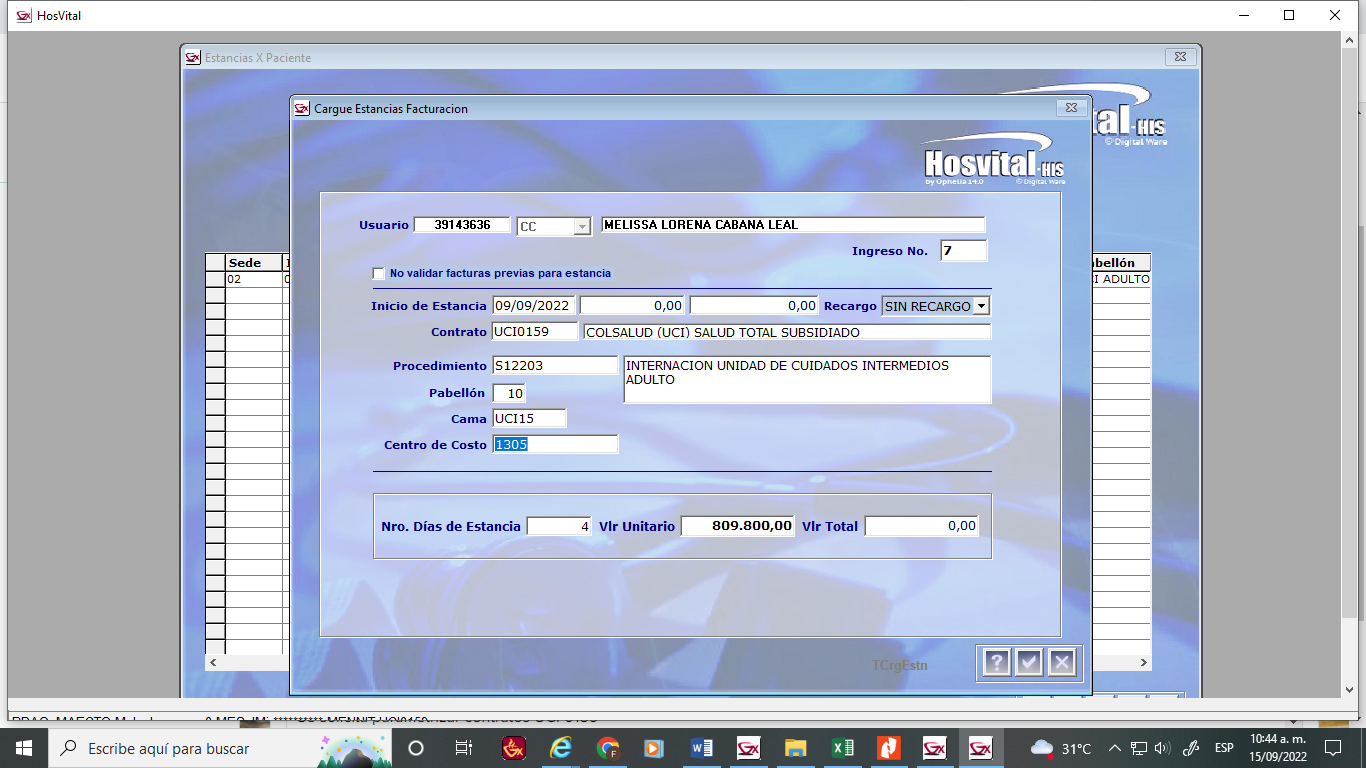 HosVital
Estancias X Paciente
Cargue Estancias Facturacion
Hosvital-HIS
by Ophelia 14.0 © Digital Ware
al-HIS
© Digital Ware
Usuario 39143636 CC MELISSA LORENA CABANA LEAL
Ingreso No. 7
No validar facturas previas para estancia
Sede
bellón
02
I ADULTO
Inicio de Estancia 09/09/2022 0,00 0,00 Recargo SIN RECARGO
Contrato UCI0159 COLSALUD (UCI) SALUD TOTAL SUBSIDIADO
Procedimiento S12203 INTERNACION UNIDAD DE CUIDADOS INTERMEDIOS
ADULTO
Pabellón 10
Cama UCI15
Centro de Costo 1305
Nro. Días de Estancia 4 Vlr Unitario 809.800,00 Vlr Total 0,00
TCrgEstn
Escribe aquí para buscar
31°C
ESP
10:44 a. m.
15/09/2022